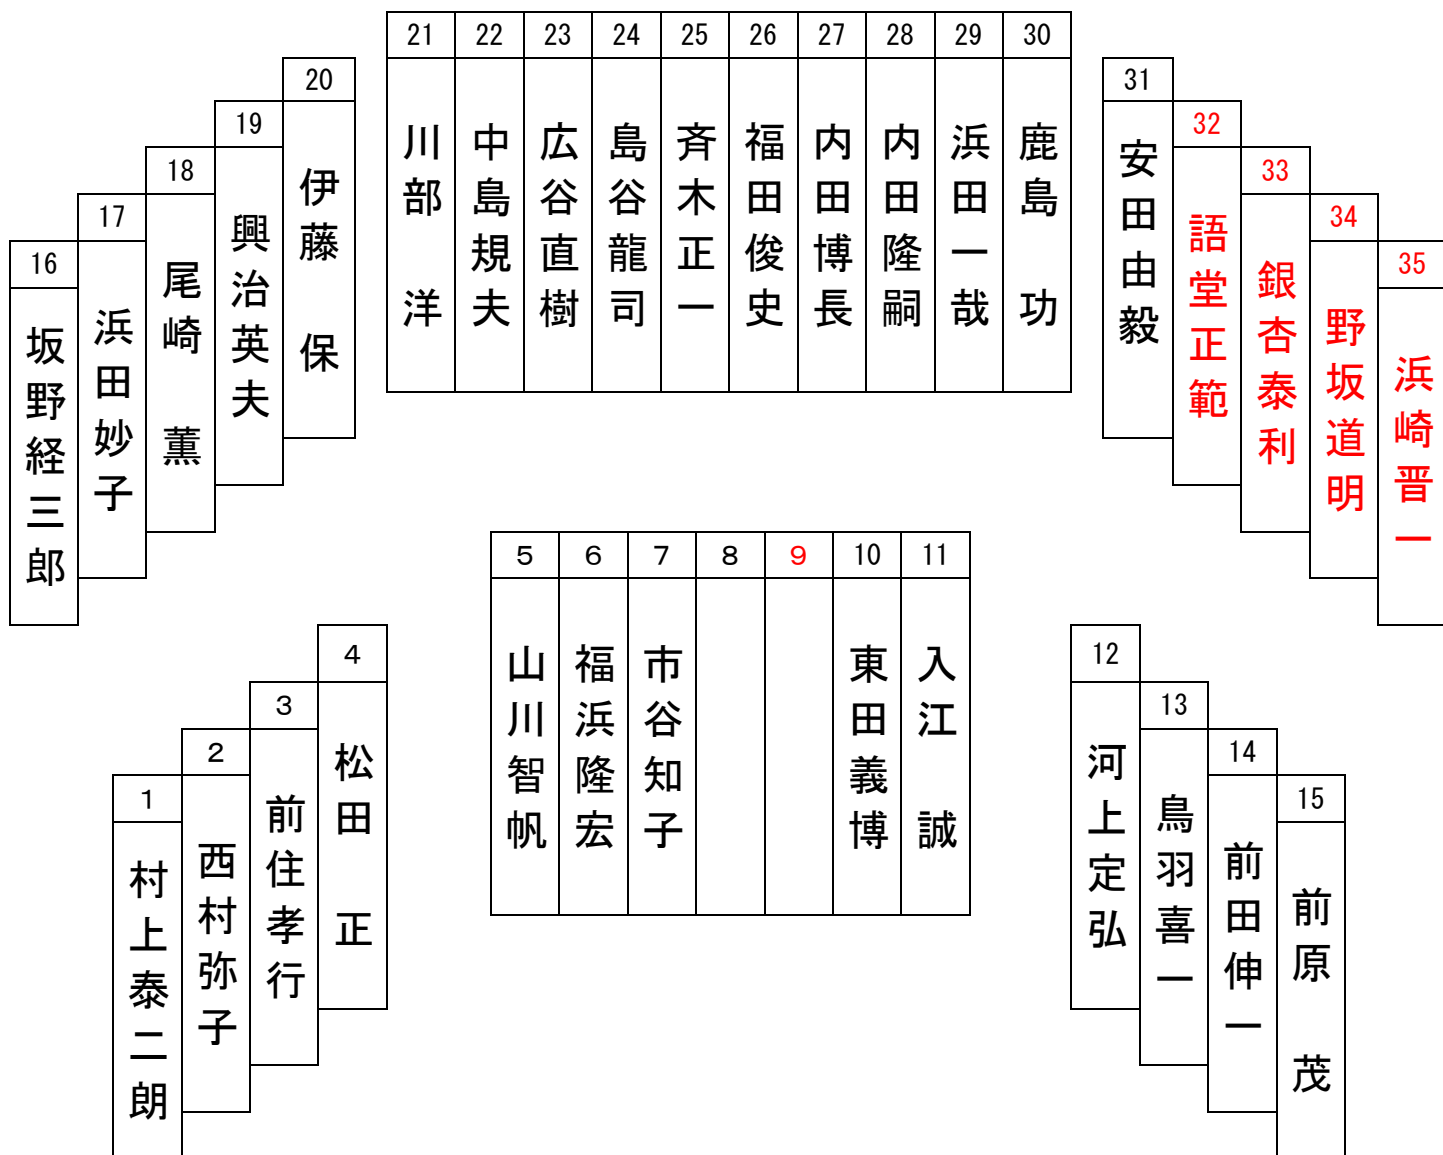 21 22 23 24 25 26 27 28 29 30
川部　洋
中島規夫
広谷直樹
島谷龍司
斉木正一
福田俊史
内田博長
内田隆嗣
浜田一哉
鹿島　功
20
伊藤　保
19
興治英夫
18
尾崎　薫
17
浜田妙子
16
坂野経三郎
31
安田由毅
32
語堂正範
33
銀杏泰利
34
野坂道明
35
浜崎晋一
5 6 7 8 9 10 11
山川智帆
福浜隆宏
市谷知子
東田義博
入江　誠
4
松田　正
3
前住孝行
2
西村弥子
1
村上泰二朗
12
河上定弘
13
鳥羽喜一
14
前田伸一
15
前原　茂